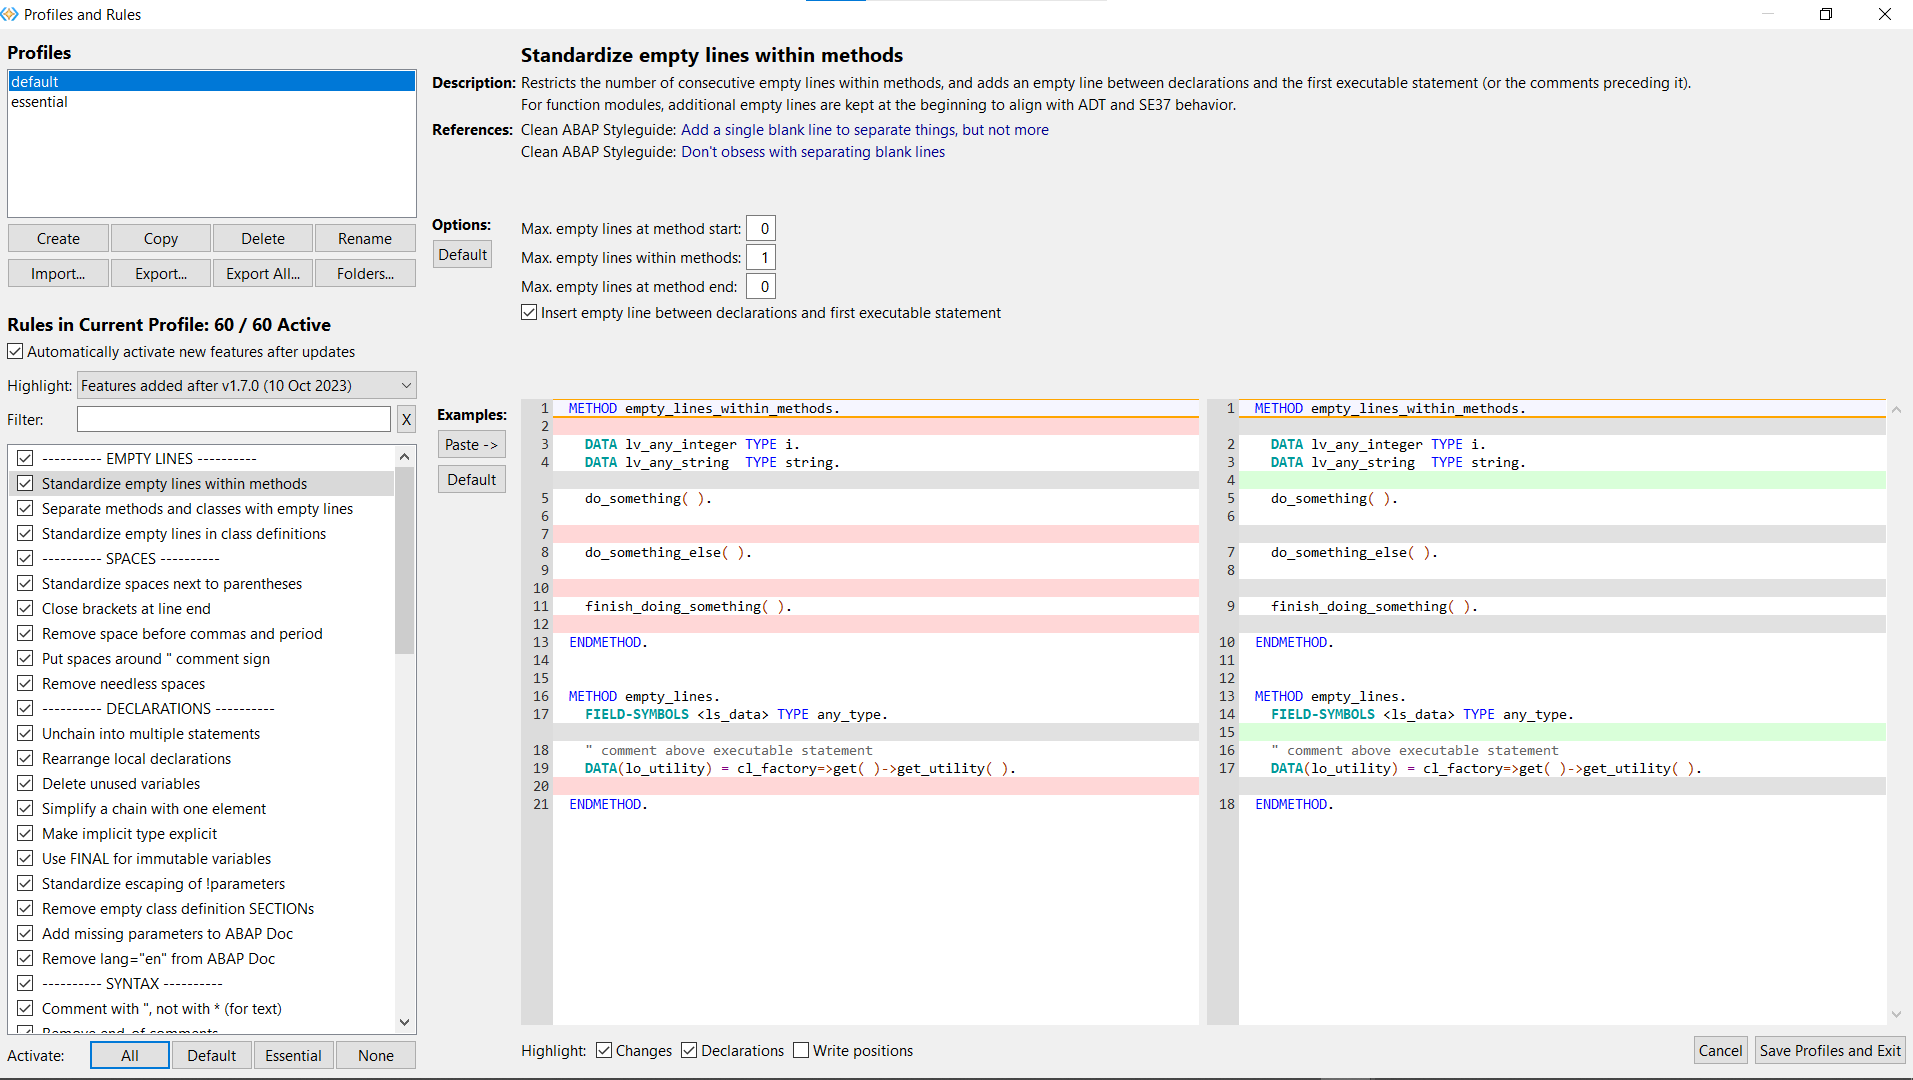 Profiles and Rules
Profiles
default
essential
Create Copy Delete Rename
Import... Export... Export All... Folders...
Rules in Current Profile: 60 / 60 Active
Automatically activate new features after updates
Highlight: Features added after v1.7.0 (10 Oct 2023)
Filter: X
---------- EMPTY LINES ----------
Standardize empty lines within methods
Separate methods and classes with empty lines
Standardize empty lines in class definitions
---------- SPACES ----------
Standardize spaces next to parentheses
Close brackets at line end
Remove space before commas and period
Put spaces around " comment sign
Remove needless spaces
---------- DECLARATIONS ----------
Unchain into multiple statements
Rearrange local declarations
Delete unused variables
Simplify a chain with one element
Make implicit type explicit
Use FINAL for immutable variables
Standardize escaping of !parameters
Remove empty class definition SECTIONs
Add missing parameters to ABAP Doc
Remove lang="en" from ABAP Doc
---------- SYNTAX ----------
Comment with ", not with * (for text)
Remove end-of comments
Activate: All Default Essential None
Standardize empty lines within methods
Description: Restricts the number of consecutive empty lines within methods, and adds an empty line between declarations and the first executable statement (or the comments preceding it).
For function modules, additional empty lines are kept at the beginning to align with ADT and SE37 behavior.
References: Clean ABAP Styleguide: Add a single blank line to separate things, but not more
Clean ABAP Styleguide: Don't obsess with separating blank lines
Options:
Default
Max. empty lines at method start: 0
Max. empty lines within methods: 1
Max. empty lines at method end: 0
Insert empty line between declarations and first executable statement
Examples:
Paste ->
Default
1 METHOD empty_lines_within_methods.
2
3 DATA lv_any_integer TYPE i.
4 DATA lv_any_string  TYPE string.
5 do_something( ).
6
7
8 do_something_else( ).
9
10
11 finish_doing_something( ).
12
13 ENDMETHOD.
14
15
16 METHOD empty_lines.
17 FIELD-SYMBOLS <ls_data> TYPE any_type.
18 " comment above executable statement
19 DATA(lo_utility) = cl_factory=>get( )->get_utility( ).
20
21 ENDMETHOD.
1 METHOD empty_lines_within_methods.
2 DATA lv_any_integer TYPE i.
3 DATA lv_any_string  TYPE string.
4
5 do_something( ).
6
7 do_something_else( ).
8
9 finish_doing_something( ).
10 ENDMETHOD.
11
12
13 METHOD empty_lines.
14 FIELD-SYMBOLS <ls_data> TYPE any_type.
15
16 " comment above executable statement
17 DATA(lo_utility) = cl_factory=>get( )->get_utility( ).
18 ENDMETHOD.
Highlight: Changes Declarations Write positions
Cancel Save Profiles and Exit